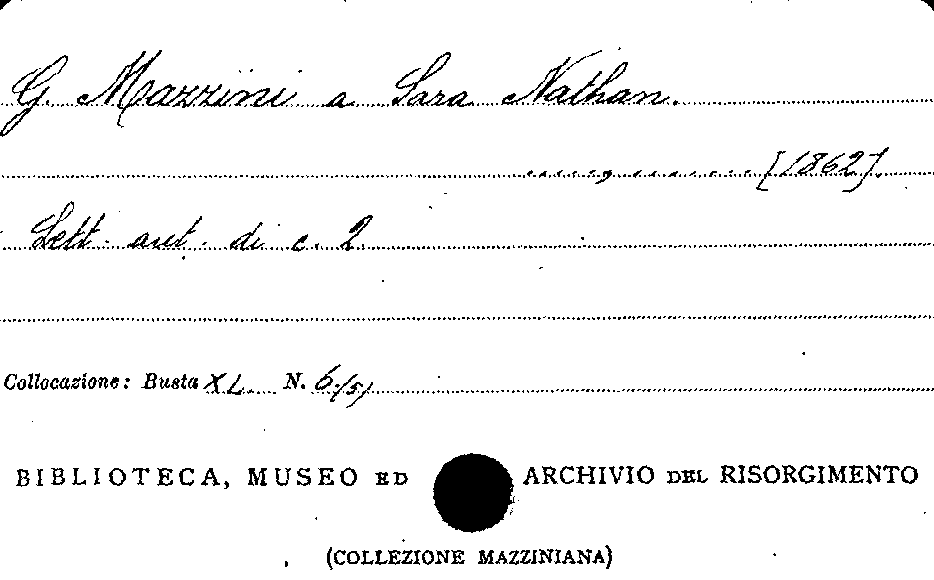 G. Mazzini a Sara Nathan.
....., ....... [1862].
Lett. aut. di c. 2
Collocazione: Busta XL N. 6/5)
BIBLIOTECA, MUSEO ED ARCHIVIO DEL RISORGIMENTO
(COLLEZIONE MAZZINIANA)